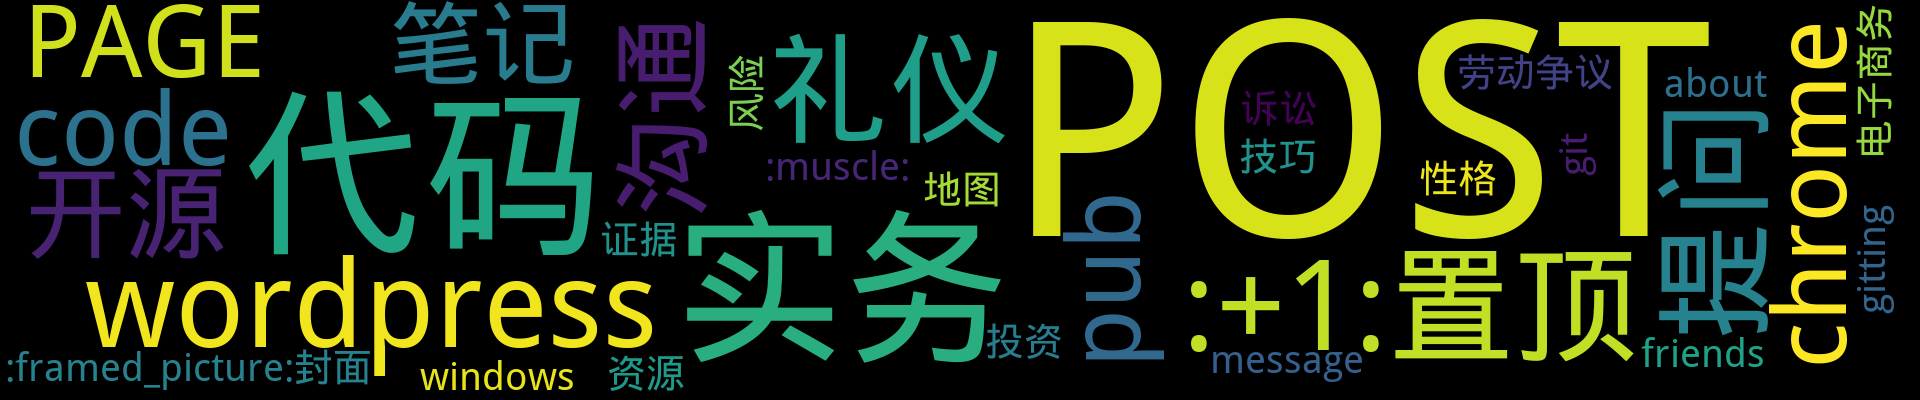 PAGE
笔记
沟通
风险
礼仪
POST
诉讼
技巧
劳动争议
性格
git
about
提问
chrome
电子商务
gitting
code
代码
开源
:muscle:
地图
证据
实务
pub
:+1:置顶
wordpress
投资
message
friends
:framed_picture:封面
windows
资源